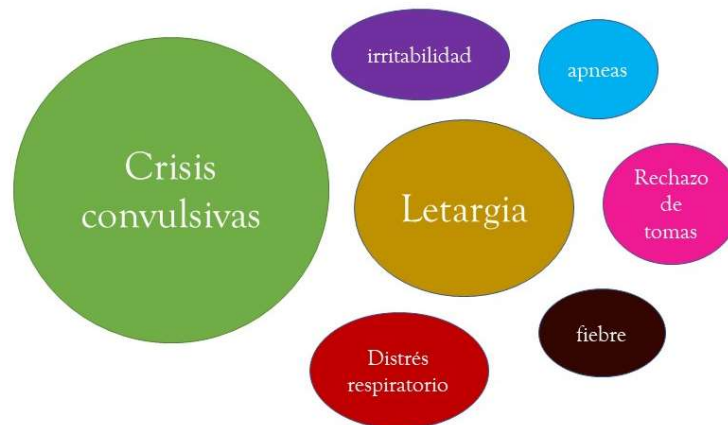 irritabilidad
apneas
Crisis
convulsivas
Letargia
Rechazo
de
tomas
Distrés
respiratorio
fiebre